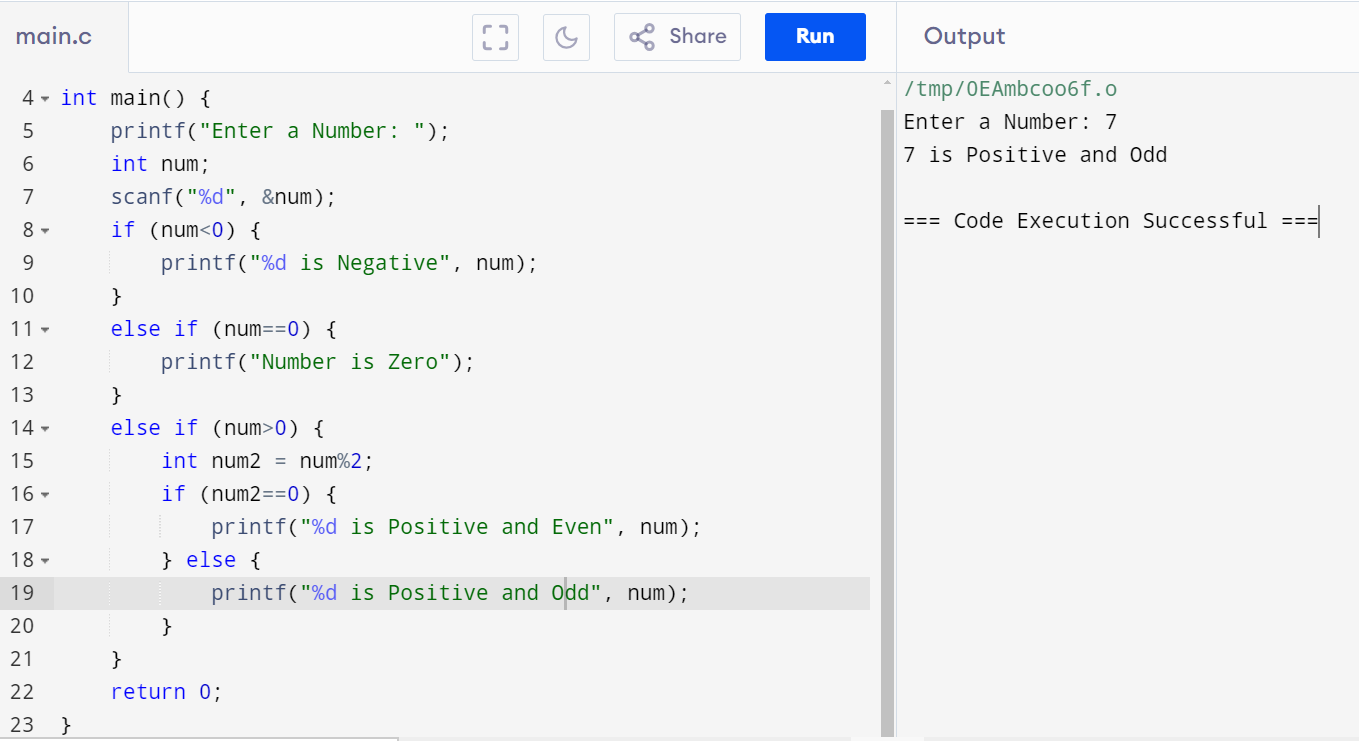 main.c
Share
Run
Output
4 int main() {
5 printf("Enter a Number: ");
6 int num;
7 scanf("%d", &num);
8 if (num<0) {
9 printf("%d is Negative", num);
10 }
11 else if (num==0) {
12 printf("Number is Zero");
13 }
14 else if (num>0) {
15 int num2 = num%2;
16 if (num2==0) {
17 printf("%d is Positive and Even", num);
18 } else {
19 printf("%d is Positive and Odd", num);
20 }
21 }
22 return 0;
23 }
/tmp/OEAmbcoo6f.o
Enter a Number: 7
7 is Positive and Odd
=== Code Execution Successful ===